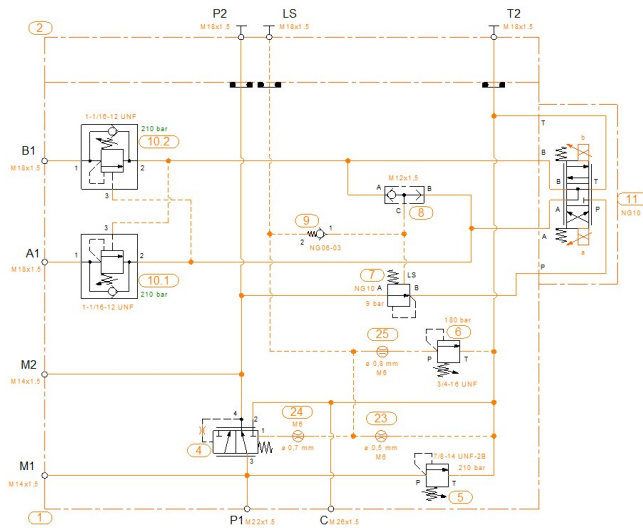 P2
LS
T2
M18x1.5
M18x1.5
M18x1.5
2
1-1/16-12 UNF
210 bar
10.2
T
b
B1
M18x1.5
1
2
3
B
B
T
M12x1.5
A
B
C
8
11
NG10
9
1
2
NG06-03
A
P
A
a
A1
M18x1.5
3
1
2
10.1
210 bar
1-1/16-12 UNF
7
LS
NG10
A
B
9 bar
P
180 bar
25
6
P
T
ø 0,8 mm
M6
3/4-16 UNF
M2
M14x1.5
4
2
24
23
M6
1
4
3
ø 0,7 mm
ø 0,5 mm
M6
7/8-14 UNF-2B
210 bar
M1
M14x1.5
P
T
5
1
P1
M22x1.5
C
M26x1.5